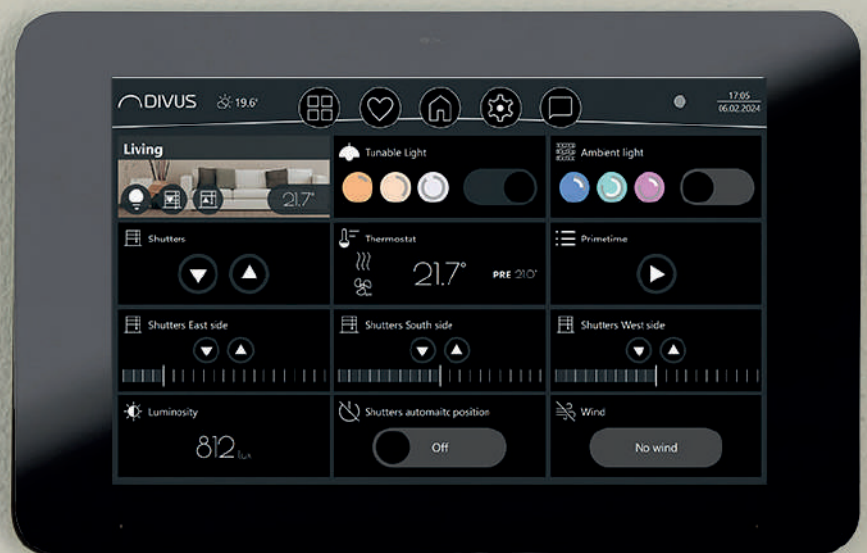 DIVUS 19.6°
17:05
06.02.2024
Living
21.7°
Tunable Light
Ambient light
Shutters
Thermostat
21.7° PRE 21.0°
Primetime
Shutters East side
Shutters South side
Shutters West side
Luminosity
812 lux
Shutters automaitc position
Off
Wind
No wind